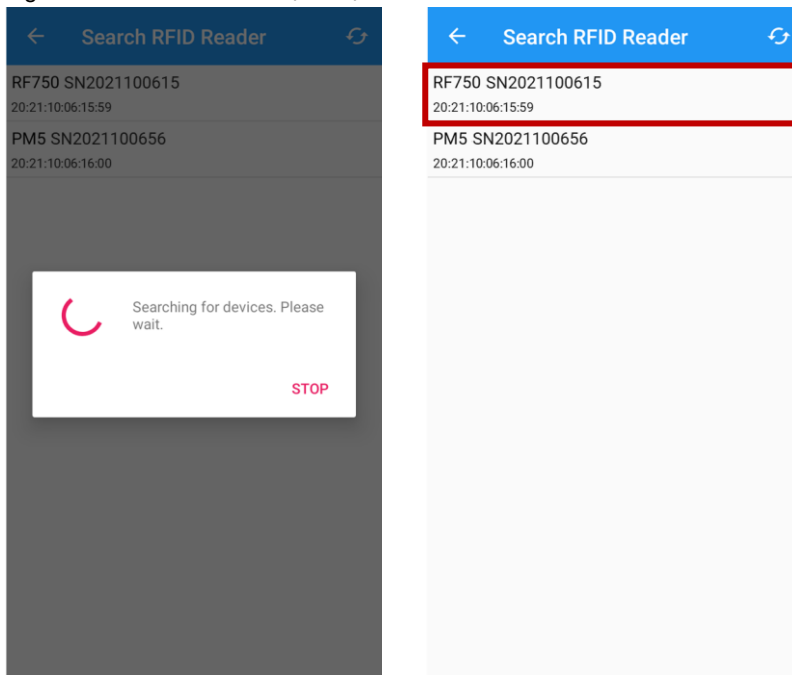 Search RFID Reader
RF750 SN2021100615
20:21:10:06:15:59
PM5 SN2021100656
20:21:10:06:16:00
Searching for devices. Please
wait.
STOP
Search RFID Reader
RF750 SN2021100615
20:21:10:06:15:59
PM5 SN2021100656
20:21:10:06:16:00